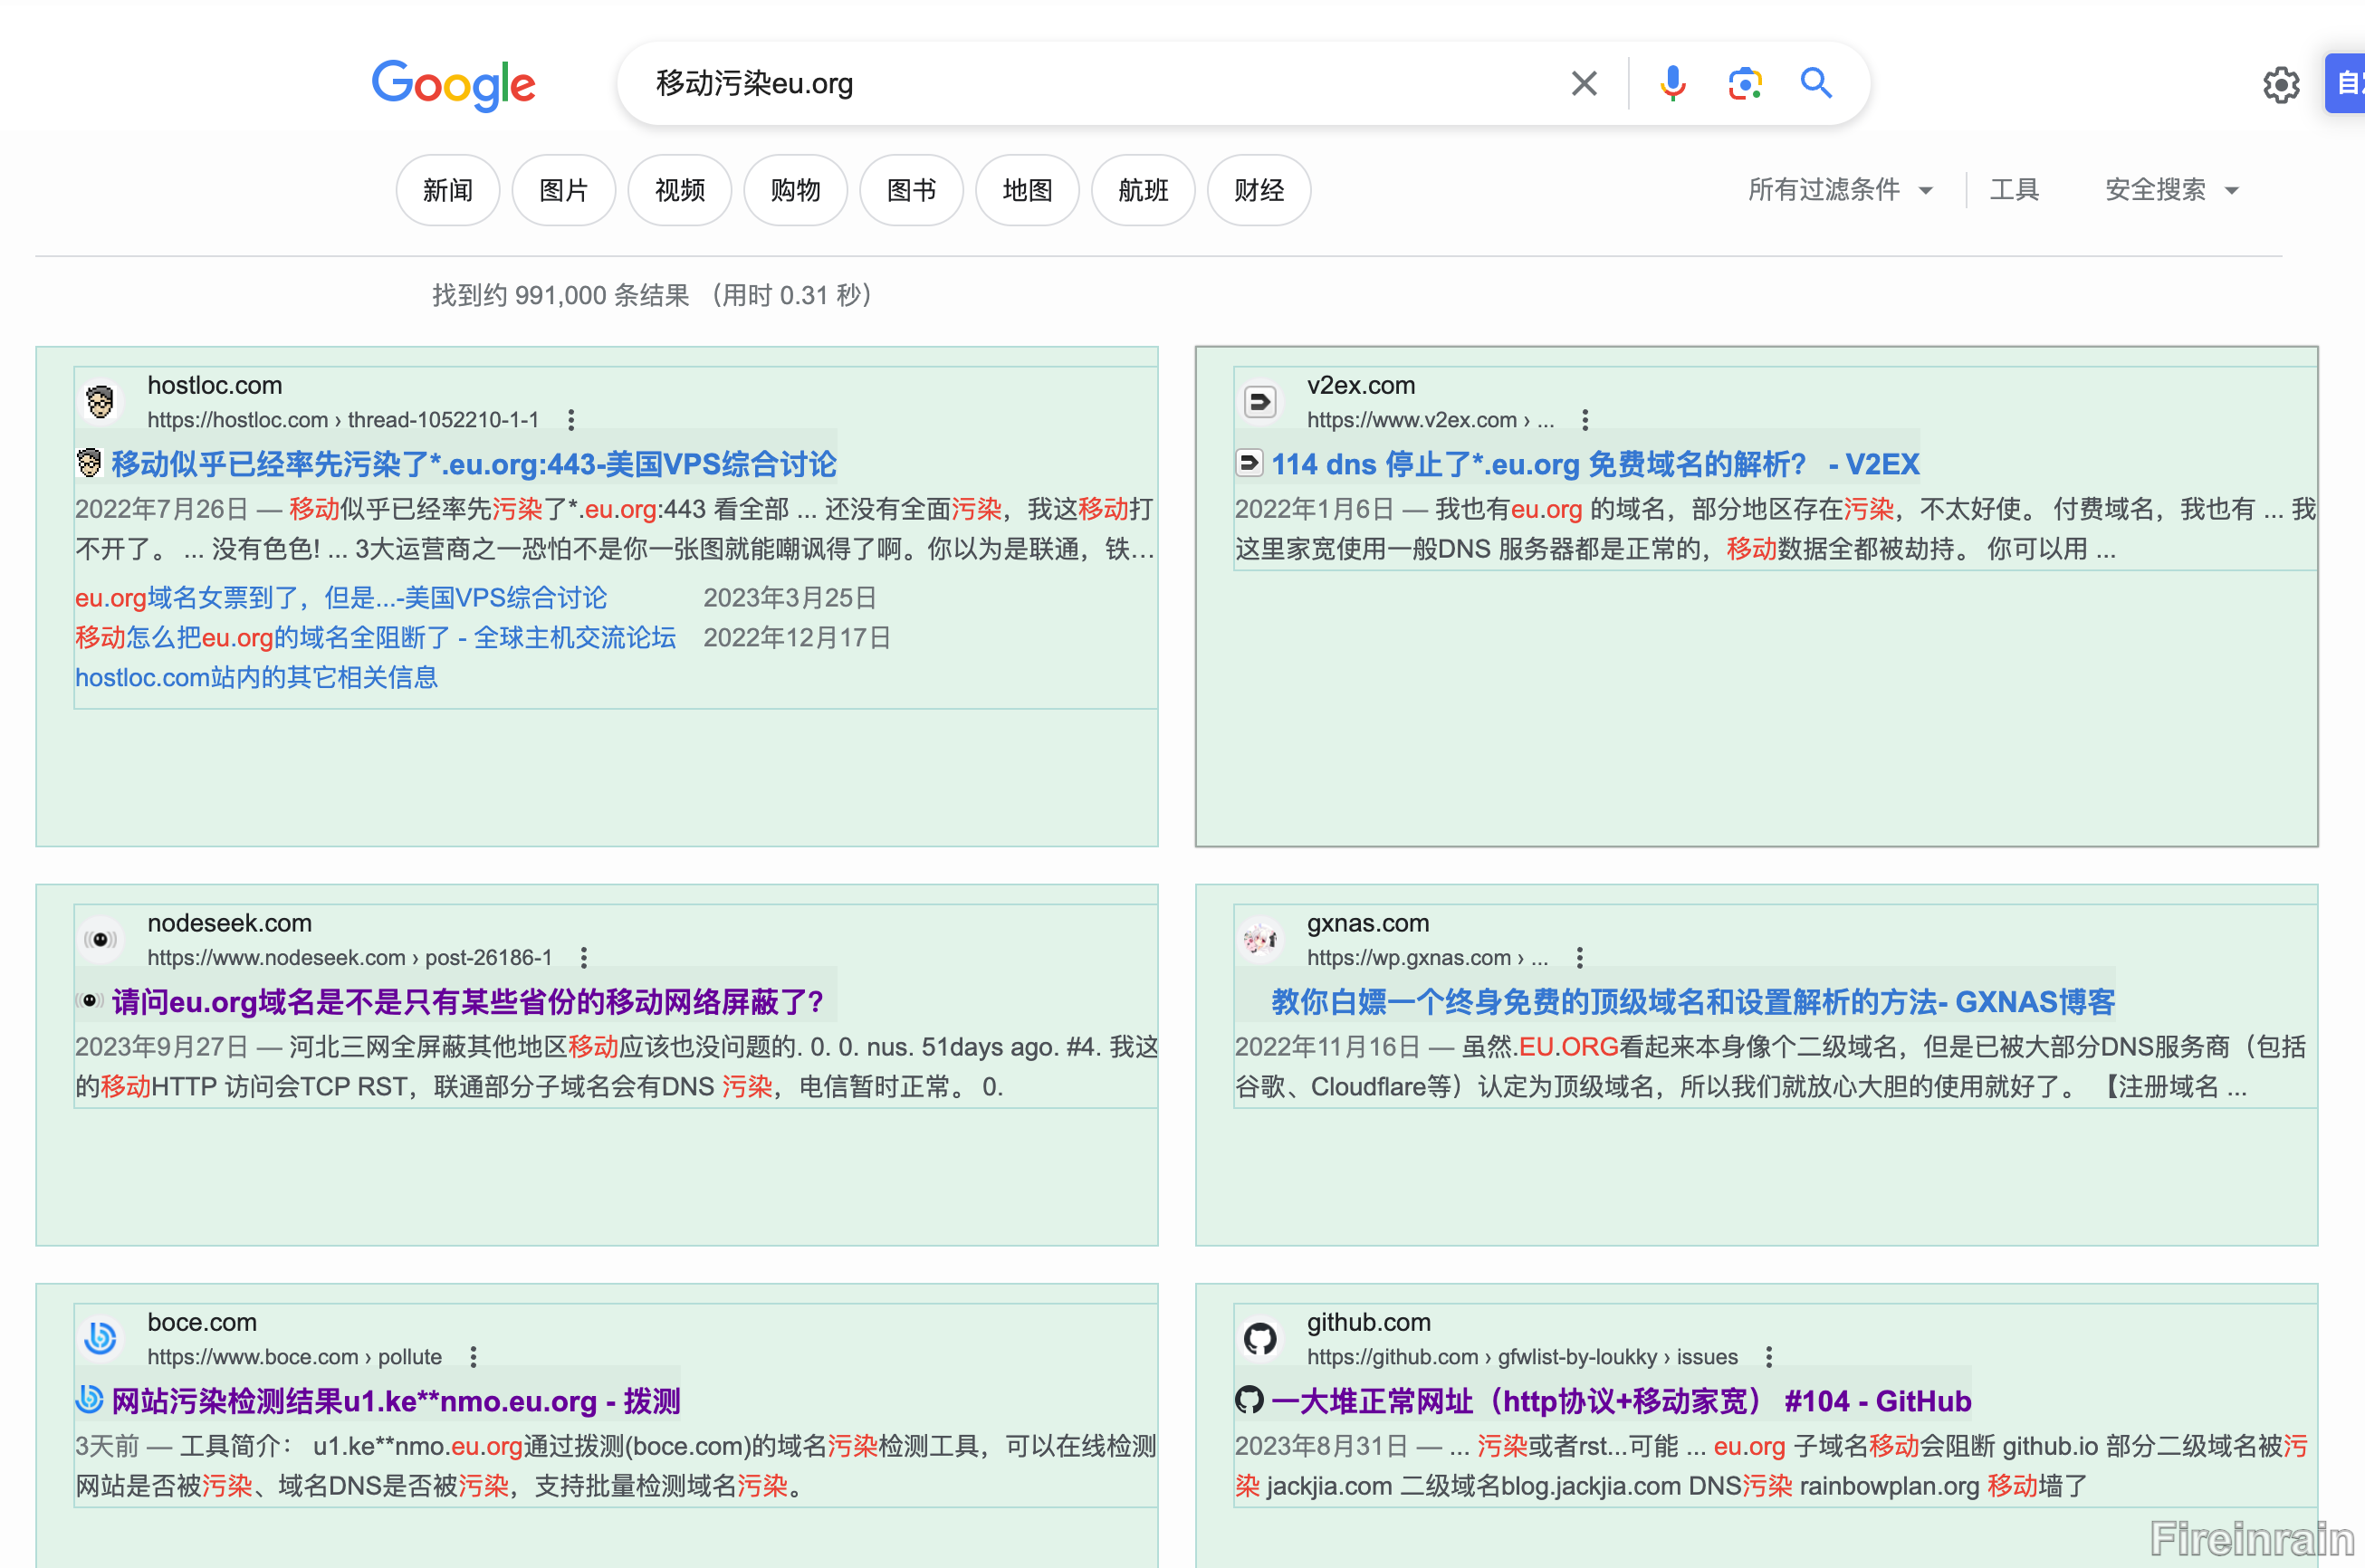 Google
移动污染eu.org
新闻 图片 视频 购物 图书 地图 航班 财经 所有过滤条件 工具 安全搜索
找到约 991,000 条结果 （用时 0.31 秒）
hostloc.com
https://hostloc.com › thread-1052210-1-1
移动似乎已经率先污染了*.eu.org:443-美国VPS综合讨论
2022年7月26日 — 移动似乎已经率先污染了*.eu.org:443 看全部 ... 还没有全面污染，我这移动打
不开了。 ... 没有色色! ... 3大运营商之一恐怕不是你一张图就能嘲讽得了啊。你以为是联通，铁...
eu.org域名女票到了，但是...-美国VPS综合讨论 2023年3月25日
移动怎么把eu.org的域名全阻断了 - 全球主机交流论坛 2022年12月17日
hostloc.com站内的其它相关信息
v2ex.com
https://www.v2ex.com › ...
114 dns 停止了*.eu.org 免费域名的解析？ - V2EX
2022年1月6日 — 我也有eu.org 的域名，部分地区存在污染，不太好使。 付费域名，我也有 ... 我
这里家宽使用一般DNS 服务器都是正常的，移动数据全都被劫持。 你可以用 ...
nodeseek.com
https://www.nodeseek.com › post-26186-1
请问eu.org域名是不是只有某些省份的移动网络屏蔽了？
2023年9月27日 — 河北三网全屏蔽其他地区移动应该也没问题的. 0. 0. nus. 51days ago. #4. 我这
的移动HTTP 访问会TCP RST，联通部分子域名会有DNS 污染，电信暂时正常。 0.
gxnas.com
https://wp.gxnas.com › ...
教你白嫖一个终身免费的顶级域名和设置解析的方法- GXNAS博客
2022年11月16日 — 虽然.EU.ORG看起来本身像个二级域名，但是已被大部分DNS服务商（包括
谷歌、Cloudflare等）认定为顶级域名，所以我们就放心大胆的使用就好了。 【注册域名 ...
boce.com
https://www.boce.com › pollute
网站污染检测结果u1.ke**nmo.eu.org - 拨测
3天前 — 工具简介： u1.ke**nmo.eu.org通过拨测(boce.com)的域名污染检测工具，可以在线检测
网站是否被污染、域名DNS是否被污染，支持批量检测域名污染。
github.com
https://github.com › gfwlist-by-loukky › issues
一大堆正常网址（http协议+移动家宽） #104 - GitHub
2023年8月31日 — ... 污染或者rst...可能 ... eu.org 子域名移动会阻断 github.io 部分二级域名被污
染 jackjia.com 二级域名blog.jackjia.com DNS污染 rainbowplan.org 移动墙了
Fireinrain